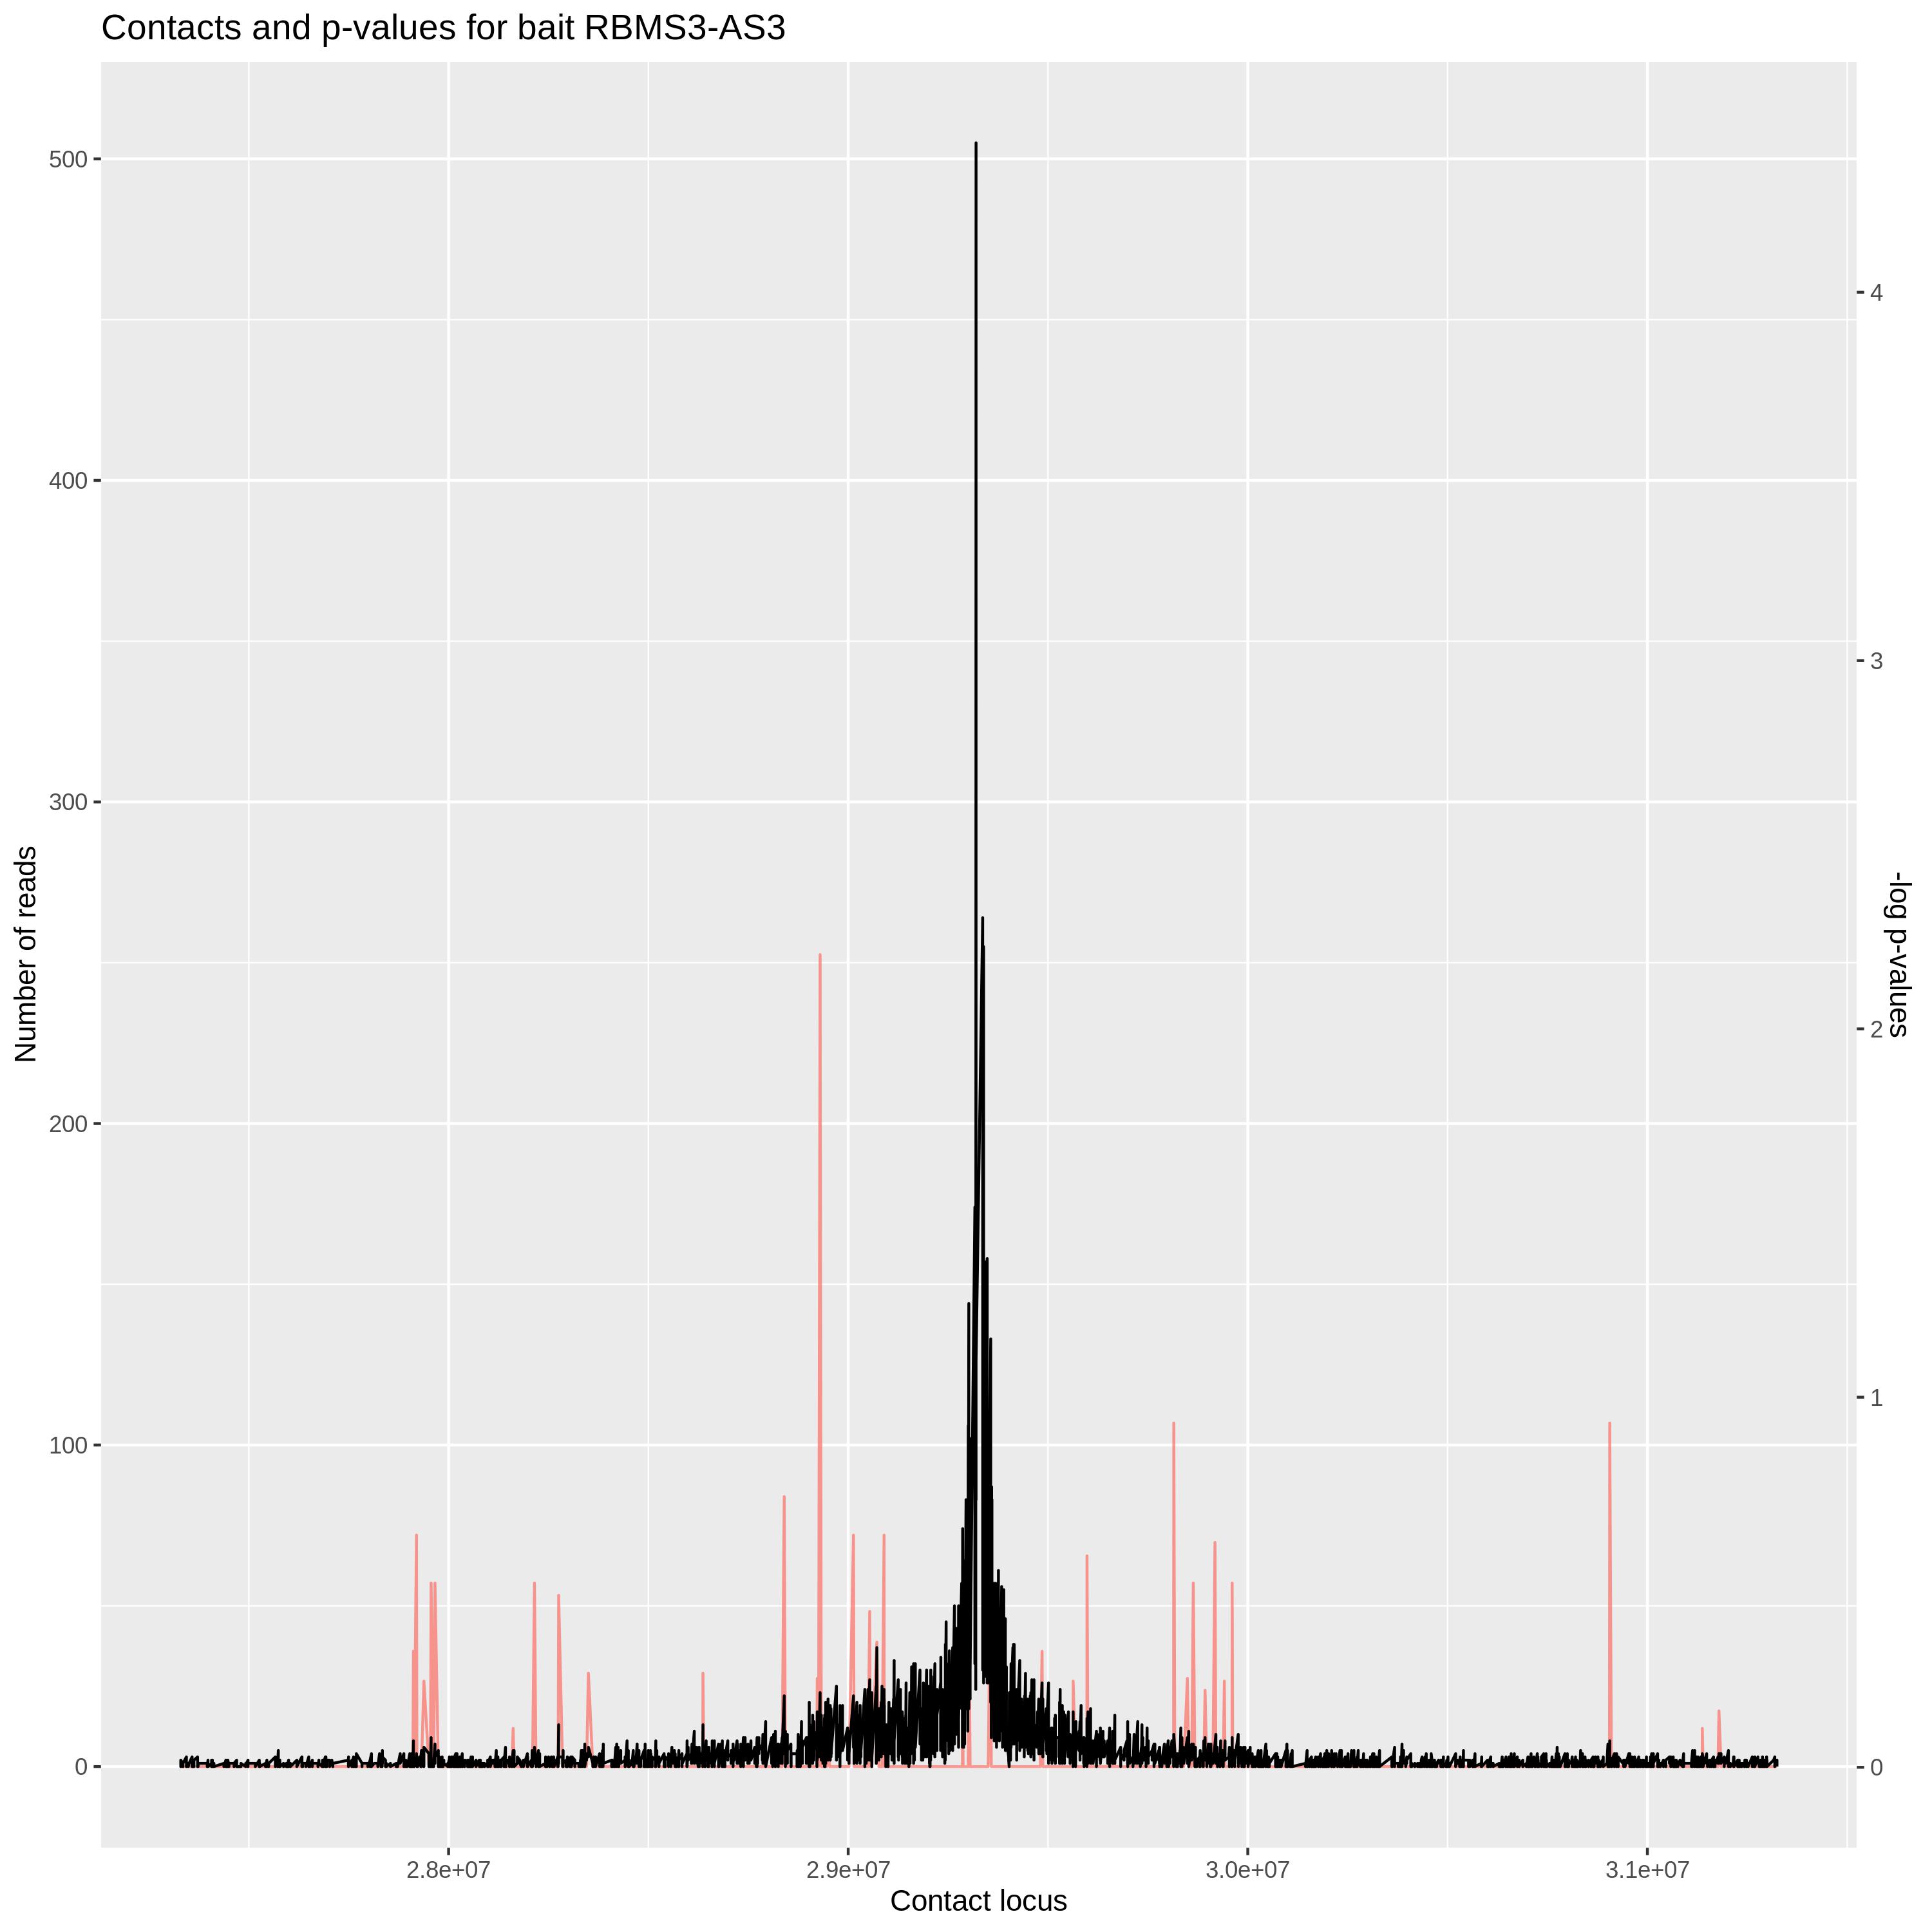 Contacts and p-values for bait RBMS3-AS3
500
400
300
200
100
0
Number of reads
4
3
2
1
0
-log p-values
2.8e+07 2.9e+07 3.0e+07 3.1e+07
Contact locus